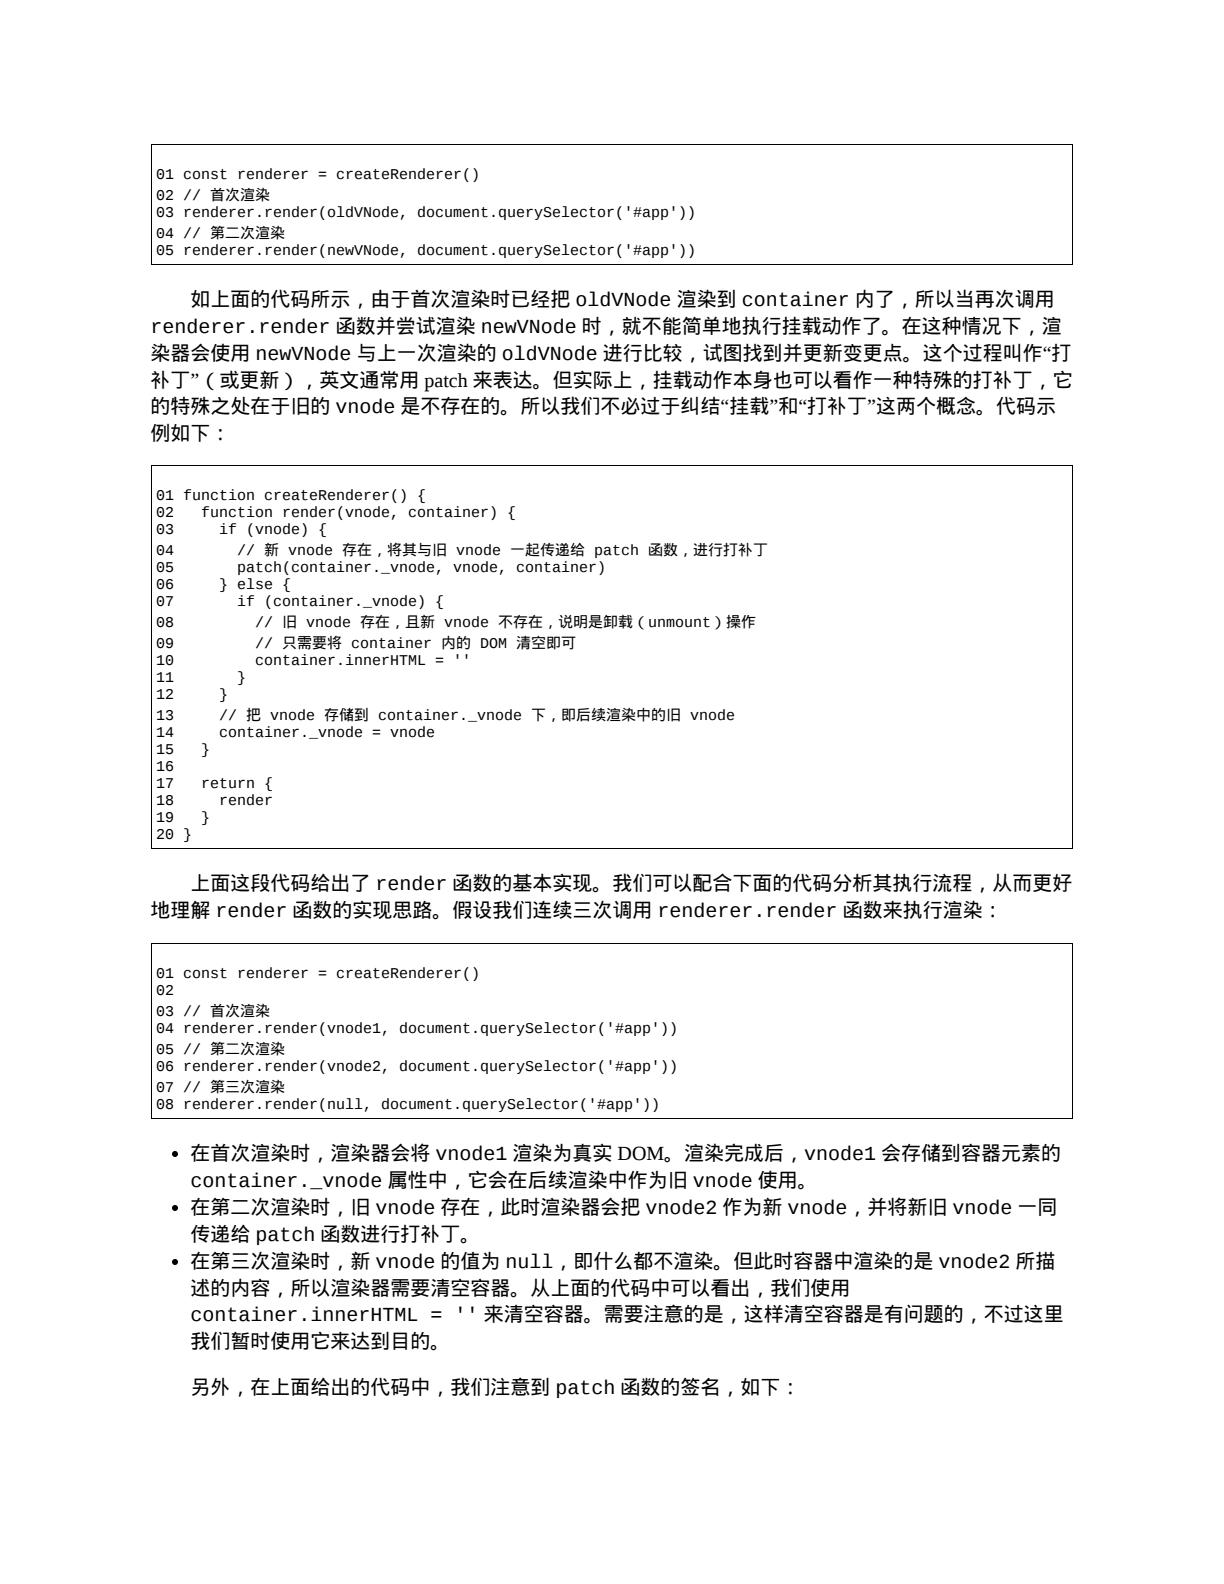 01 const renderer = createRenderer()
02 // 首次渲染
03 renderer.render(oldVNode, document.querySelector('#app'))
04 // 第二次渲染
05 renderer.render(newVNode, document.querySelector('#app'))
如上面的代码所示，由于首次渲染时已经把 oldVNode 渲染到 container 内了，所以当再次调用
renderer.render 函数并尝试渲染 newVNode 时，就不能简单地执行挂载动作了。在这种情况下，渲
染器会使用 newVNode 与上一次渲染的 oldVNode 进行比较，试图找到并更新变更点。这个过程叫作“打
补丁”（或更新），英文通常用 patch 来表达。但实际上，挂载动作本身也可以看作一种特殊的打补丁，它
的特殊之处在于旧的 vnode 是不存在的。所以我们不必过于纠结“挂载”和“打补丁”这两个概念。代码示
例如下：
01 function createRenderer() {
02   function render(vnode, container) {
03     if (vnode) {
04       // 新 vnode 存在，将其与旧 vnode 一起传递给 patch 函数，进行打补丁
05       patch(container._vnode, vnode, container)
06     } else {
07       if (container._vnode) {
08         // 旧 vnode 存在，且新 vnode 不存在，说明是卸载（unmount）操作
09         // 只需要将 container 内的 DOM 清空即可
10         container.innerHTML = ''
11       }
12     }
13     // 把 vnode 存储到 container._vnode 下，即后续渲染中的旧 vnode
14     container._vnode = vnode
15   }
16
17   return {
18     render
19   }
20 }
上面这段代码给出了 render 函数的基本实现。我们可以配合下面的代码分析其执行流程，从而更好
地理解 render 函数的实现思路。假设我们连续三次调用 renderer.render 函数来执行渲染：
01 const renderer = createRenderer()
02
03 // 首次渲染
04 renderer.render(vnode1, document.querySelector('#app'))
05 // 第二次渲染
06 renderer.render(vnode2, document.querySelector('#app'))
07 // 第三次渲染
08 renderer.render(null, document.querySelector('#app'))
• 在首次渲染时，渲染器会将 vnode1 渲染为真实 DOM。渲染完成后，vnode1 会存储到容器元素的
container._vnode 属性中，它会在后续渲染中作为旧 vnode 使用。
• 在第二次渲染时，旧 vnode 存在，此时渲染器会把 vnode2 作为新 vnode，并将新旧 vnode 一同
传递给 patch 函数进行打补丁。
• 在第三次渲染时，新 vnode 的值为 null，即什么都不渲染。但此时容器中渲染的是 vnode2 所描
述的内容，所以渲染器需要清空容器。从上面的代码中可以看出，我们使用
container.innerHTML = '' 来清空容器。需要注意的是，这样清空容器是有问题的，不过这里
我们暂时使用它来达到目的。
另外，在上面给出的代码中，我们注意到 patch 函数的签名，如下：